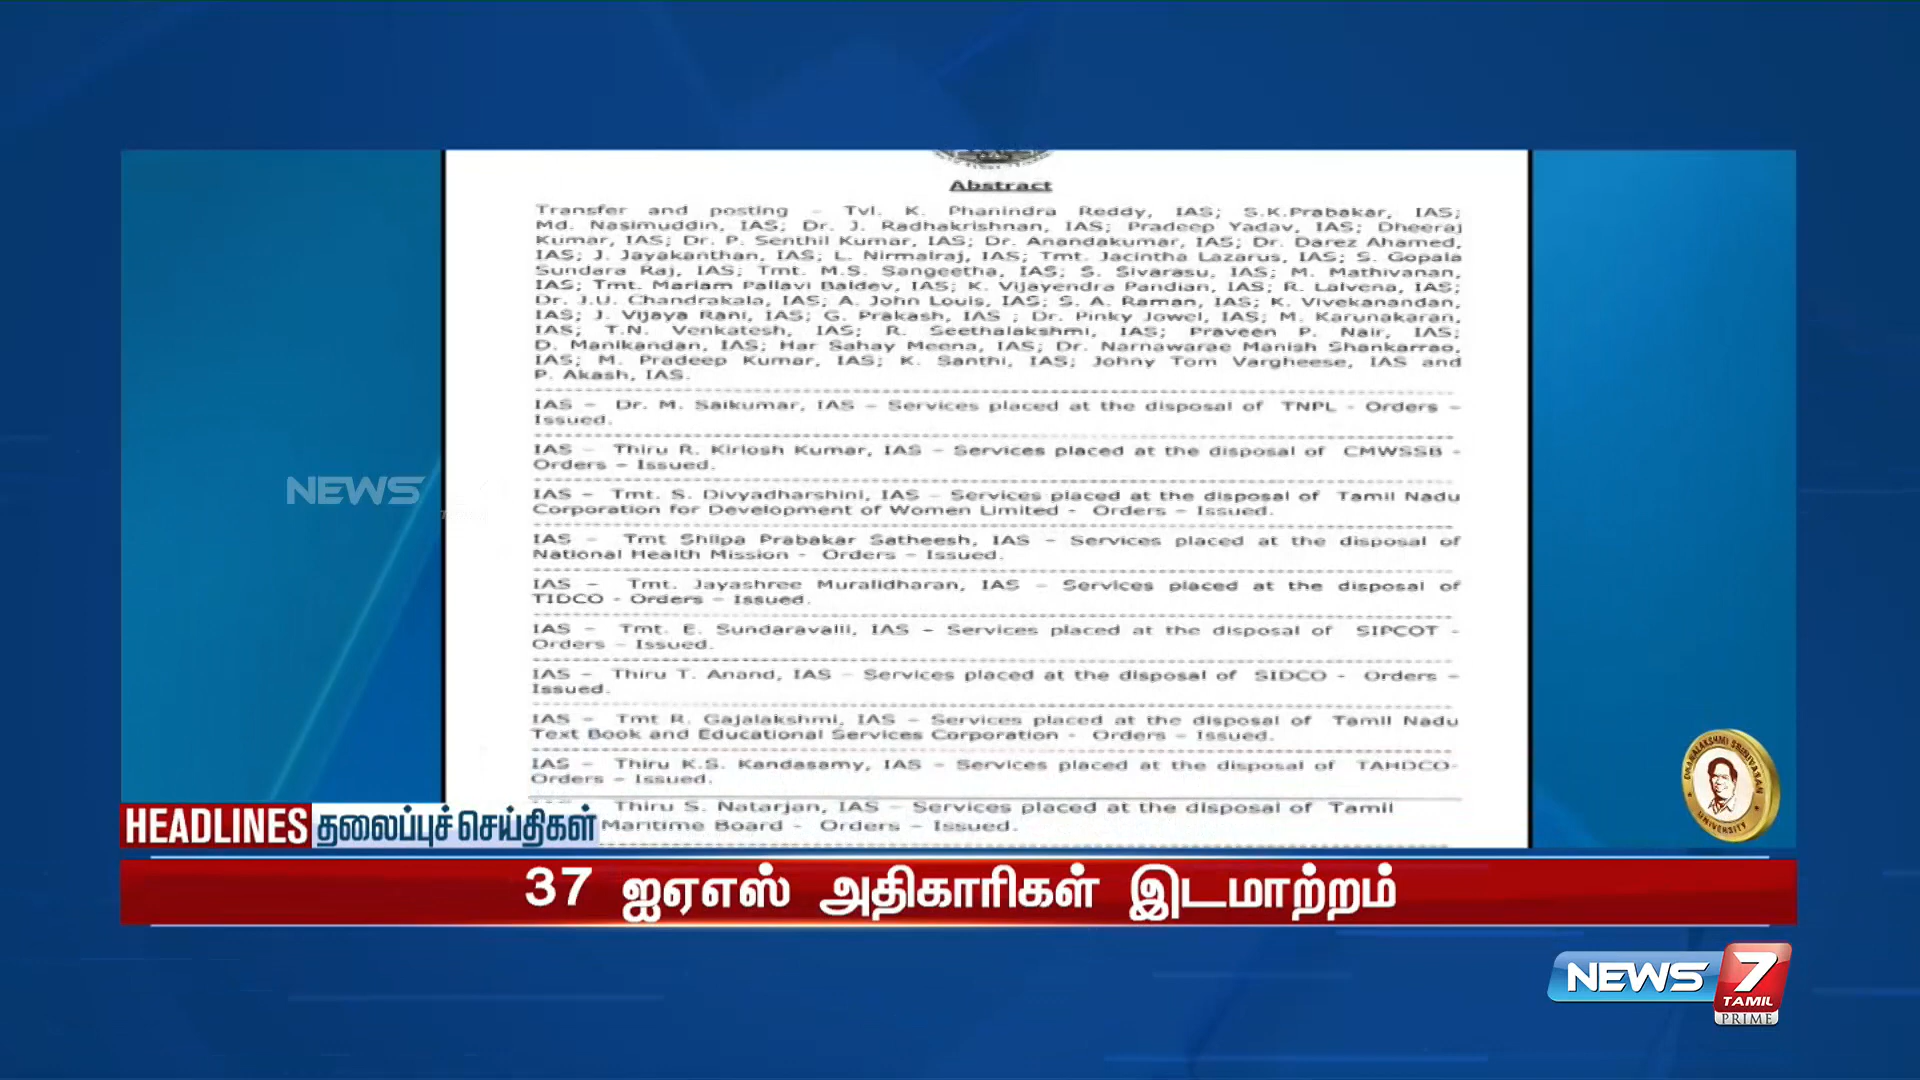 Abstract
Transfer and posting – Tvl. K. Phanindra Reddy, IAS; S.K.Prabakar, IAS;
Md. Nasimuddin, IAS; Dr. J. Radhakrishnan, IAS; Pradeep Yadav, IAS; Dheeraj
Kumar, IAS; Dr. P. Senthil Kumar, IAS; Dr. Anandakumar, IAS; Dr. Darez Ahamed,
IAS; J. Jayakanthan, IAS; L. Nirmalraj, IAS; Tmt. Jacintha Lazarus, IAS; S. Gopala
Sundara Raj, IAS; Tmt. M.S. Sangeetha, IAS; S. Sivarasu, IAS; M. Mathivanan,
IAS; Tmt. Mariam Pallavi Baldev, IAS; K. Vijayendra Pandian, IAS; R. Lalvena, IAS;
Dr. J.U. Chandrakala, IAS; A. John Louis, IAS; S. A. Raman, IAS; K. Vivekanandan,
IAS; J. Vijaya Rani, IAS; G. Prakash, IAS ; Dr. Pinky Jowel, IAS; M. Karunakaran,
IAS; T.N. Venkatesh, IAS; R. Seethalakshmi, IAS; Praveen P. Nair, IAS;
D. Manikandan, IAS; Har Sahay Meena, IAS; Dr. Narnawarae Manish Shankarrao,
IAS; M. Pradeep Kumar, IAS; K. Santhi, IAS; Johny Tom Vargheese, IAS and
P. Akash, IAS.
IAS – Dr. M. Saikumar, IAS – Services placed at the disposal of TNPL - Orders –
Issued.
IAS – Thiru R. Kirlosh Kumar, IAS – Services placed at the disposal of CMWSSB -
Orders – Issued.
IAS – Tmt. S. Divyadharshini, IAS – Services placed at the disposal of Tamil Nadu
Corporation for Development of Women Limited - Orders – Issued.
IAS – Tmt Shilpa Prabakar Satheesh, IAS – Services placed at the disposal of
National Health Mission - Orders – Issued.
IAS – Tmt. Jayashree Muralidharan, IAS – Services placed at the disposal of
TIDCO - Orders – Issued.
IAS – Tmt. E. Sundaravalli, IAS – Services placed at the disposal of SIPCOT -
Orders – Issued.
IAS – Thiru T. Anand, IAS – Services placed at the disposal of SIDCO - Orders –
Issued.
IAS – Tmt R. Gajalakshmi, IAS – Services placed at the disposal of Tamil Nadu
Text Book and Educational Services Corporation - Orders – Issued.
IAS – Thiru K.S. Kandasamy, IAS – Services placed at the disposal of TAHDCO-
Orders – Issued.
Thiru S. Natarjan, IAS – Services placed at the disposal of Tamil
Maritime Board - Orders – Issued.
NEWS
TAMIL
HEADLINES தலைப்புச் செய்திகள்
37 ஐஏஎஸ் அதிகாரிகள் இடமாற்றம்
DHANALAKSHMI SRINIVASAN
UNIVERSITY
NEWS 7
TAMIL
PRIME